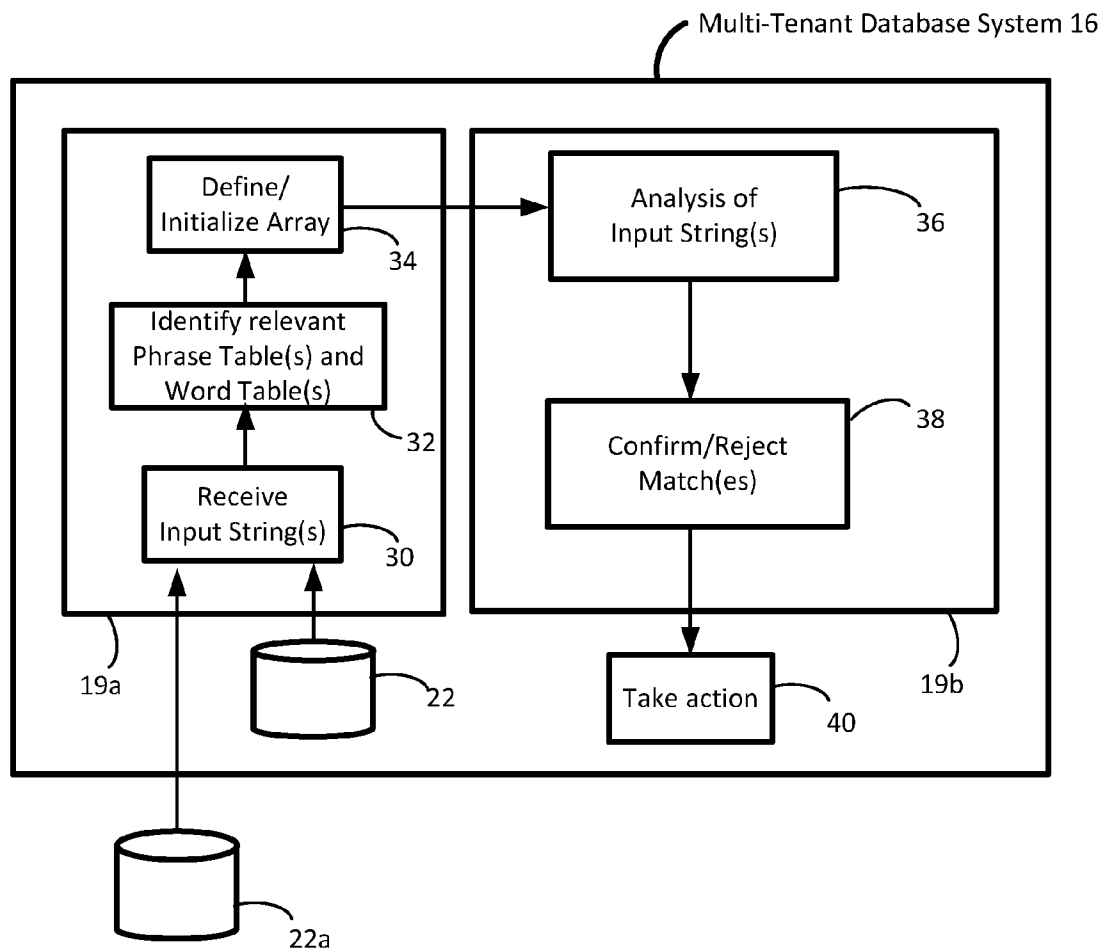 Multi-Tenant Database System 16
Define/
Initialize Array
34
Identify relevant
Phrase Table(s) and
Word Table(s)
32
Receive
Input String(s)
30
19a
22
22a
Analysis of
Input String(s)
36
Confirm/Reject
Match(es)
38
19b
Take action
40